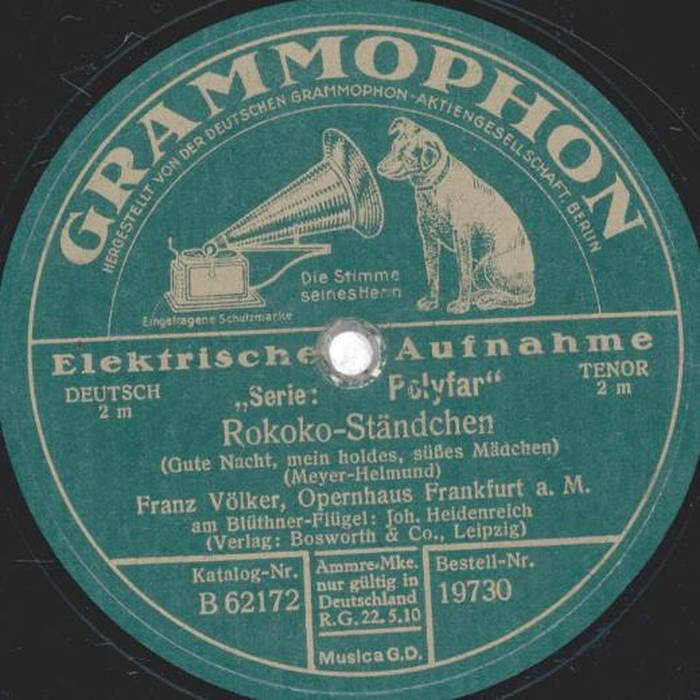 GRAMMOPHON
HERGESTELLT VON DER DEUTSCHEN GRAMMOPHON-AKTIENGESELLSCHAFT, BERLIN
Die Stimme
seines Herrn
Eingetragene Schutzmarke
Elektrische Aufnahme
DEUTSCH
2 m
„Serie: Polyfar“
TENOR
2 m
Rokoko-Ständchen
(Gute Nacht, mein holdes, süßes Mädchen)
(Meyer-Helmund)
Franz Völker, Opernhaus Frankfurt a. M.
am Blüthner-Flügel: Joh. Heidenreich
(Verlag: Bosworth & Co., Leipzig)
Katalog-Nr.
B 62172
Ammre-Mke.
nur gültig in
Deutschland
R.G. 22.5.10
Musica G.D.
Bestell-Nr.
19730